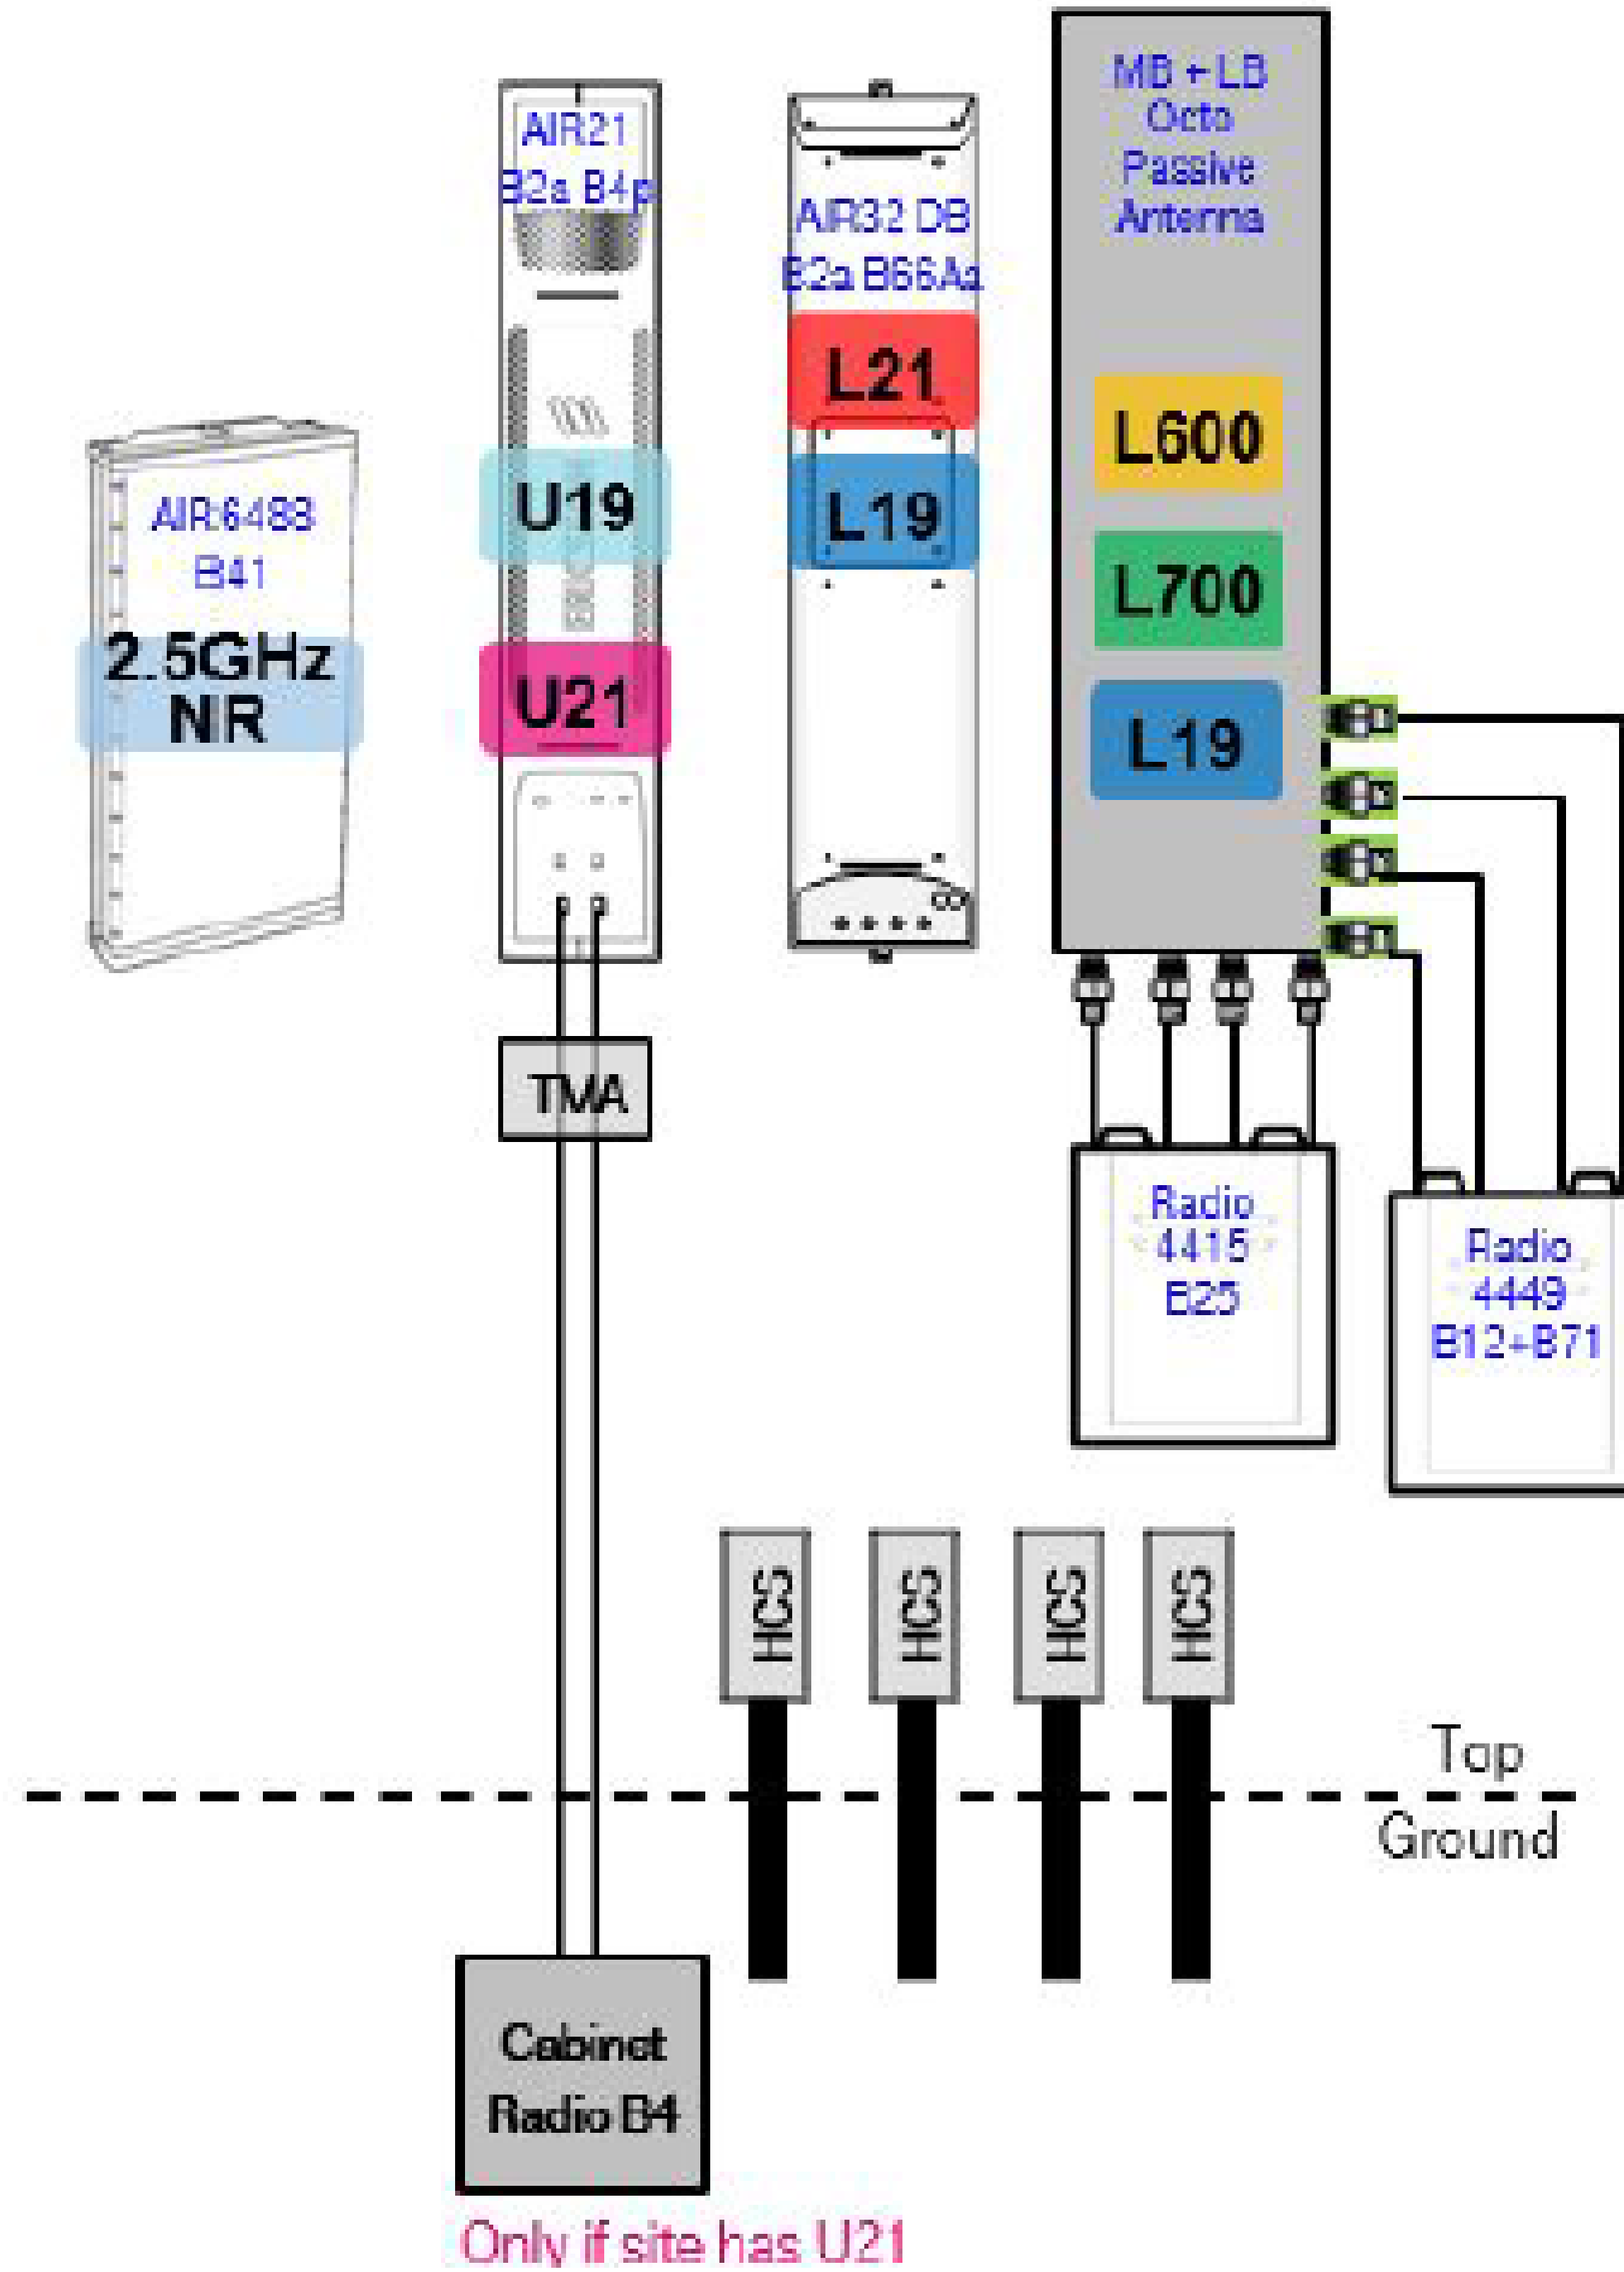 AIR6488
B41
2.5GHz
NR
AIR21
B2a B4p
U19
U21
TMA
AIR32 DB
B2a B66Aa
L21
L19
MB + LB
Octo
Passive
Antenna
L600
L700
L19
Radio
4415
B25
Radio
4449
B12+B71
HCS
HCS
HCS
HCS
Top
Ground
Cabinet
Radio B4
Only if site has U21